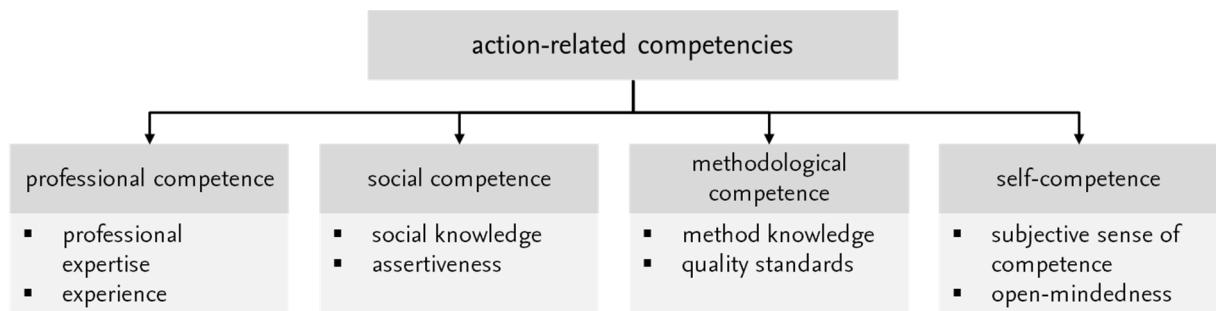 action-related competencies
professional competence
social competence
methodological
competence
self-competence
▪ professional
expertise
▪ experience
▪ social knowledge
▪ assertiveness
▪ method knowledge
▪ quality standards
▪ subjective sense of
competence
▪ open-mindedness